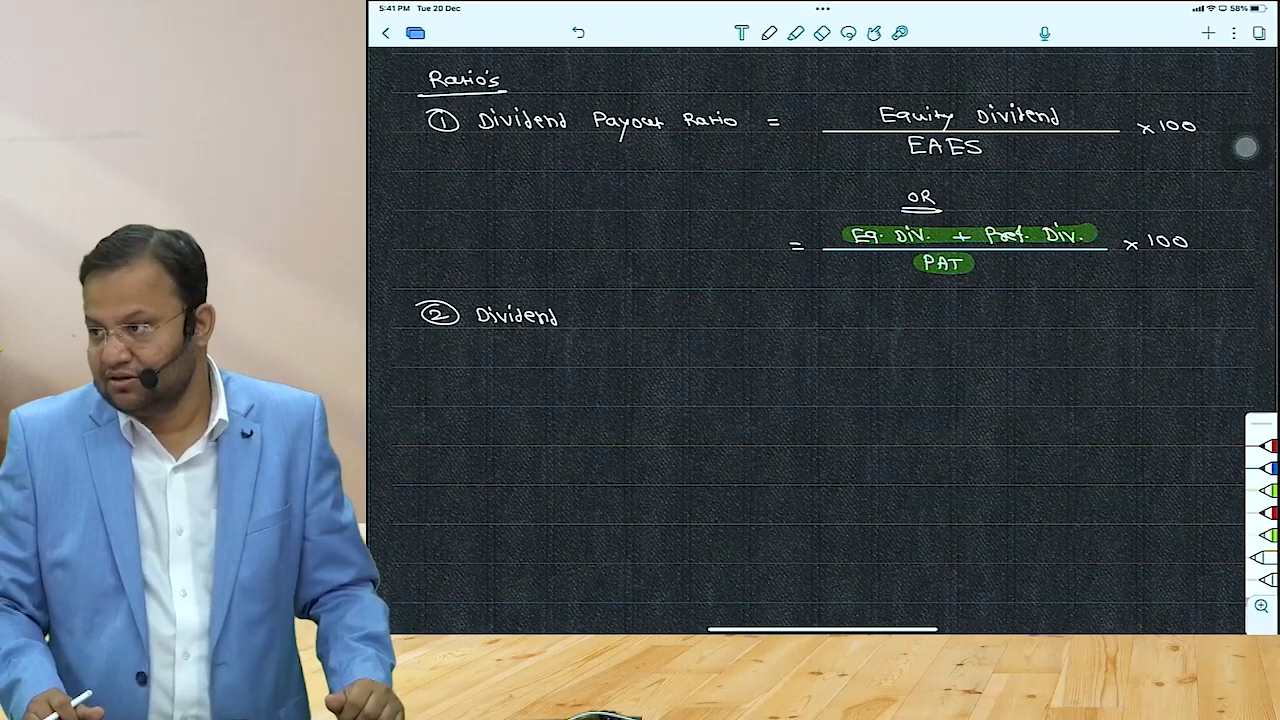 5:41 PM Tue 20 Dec
58%
Ratio's
① Dividend Payout Ratio = Equity Dividend
EAES
× 100
OR
= Eq. Div. + Pref. Div.
PAT
× 100
② Dividend